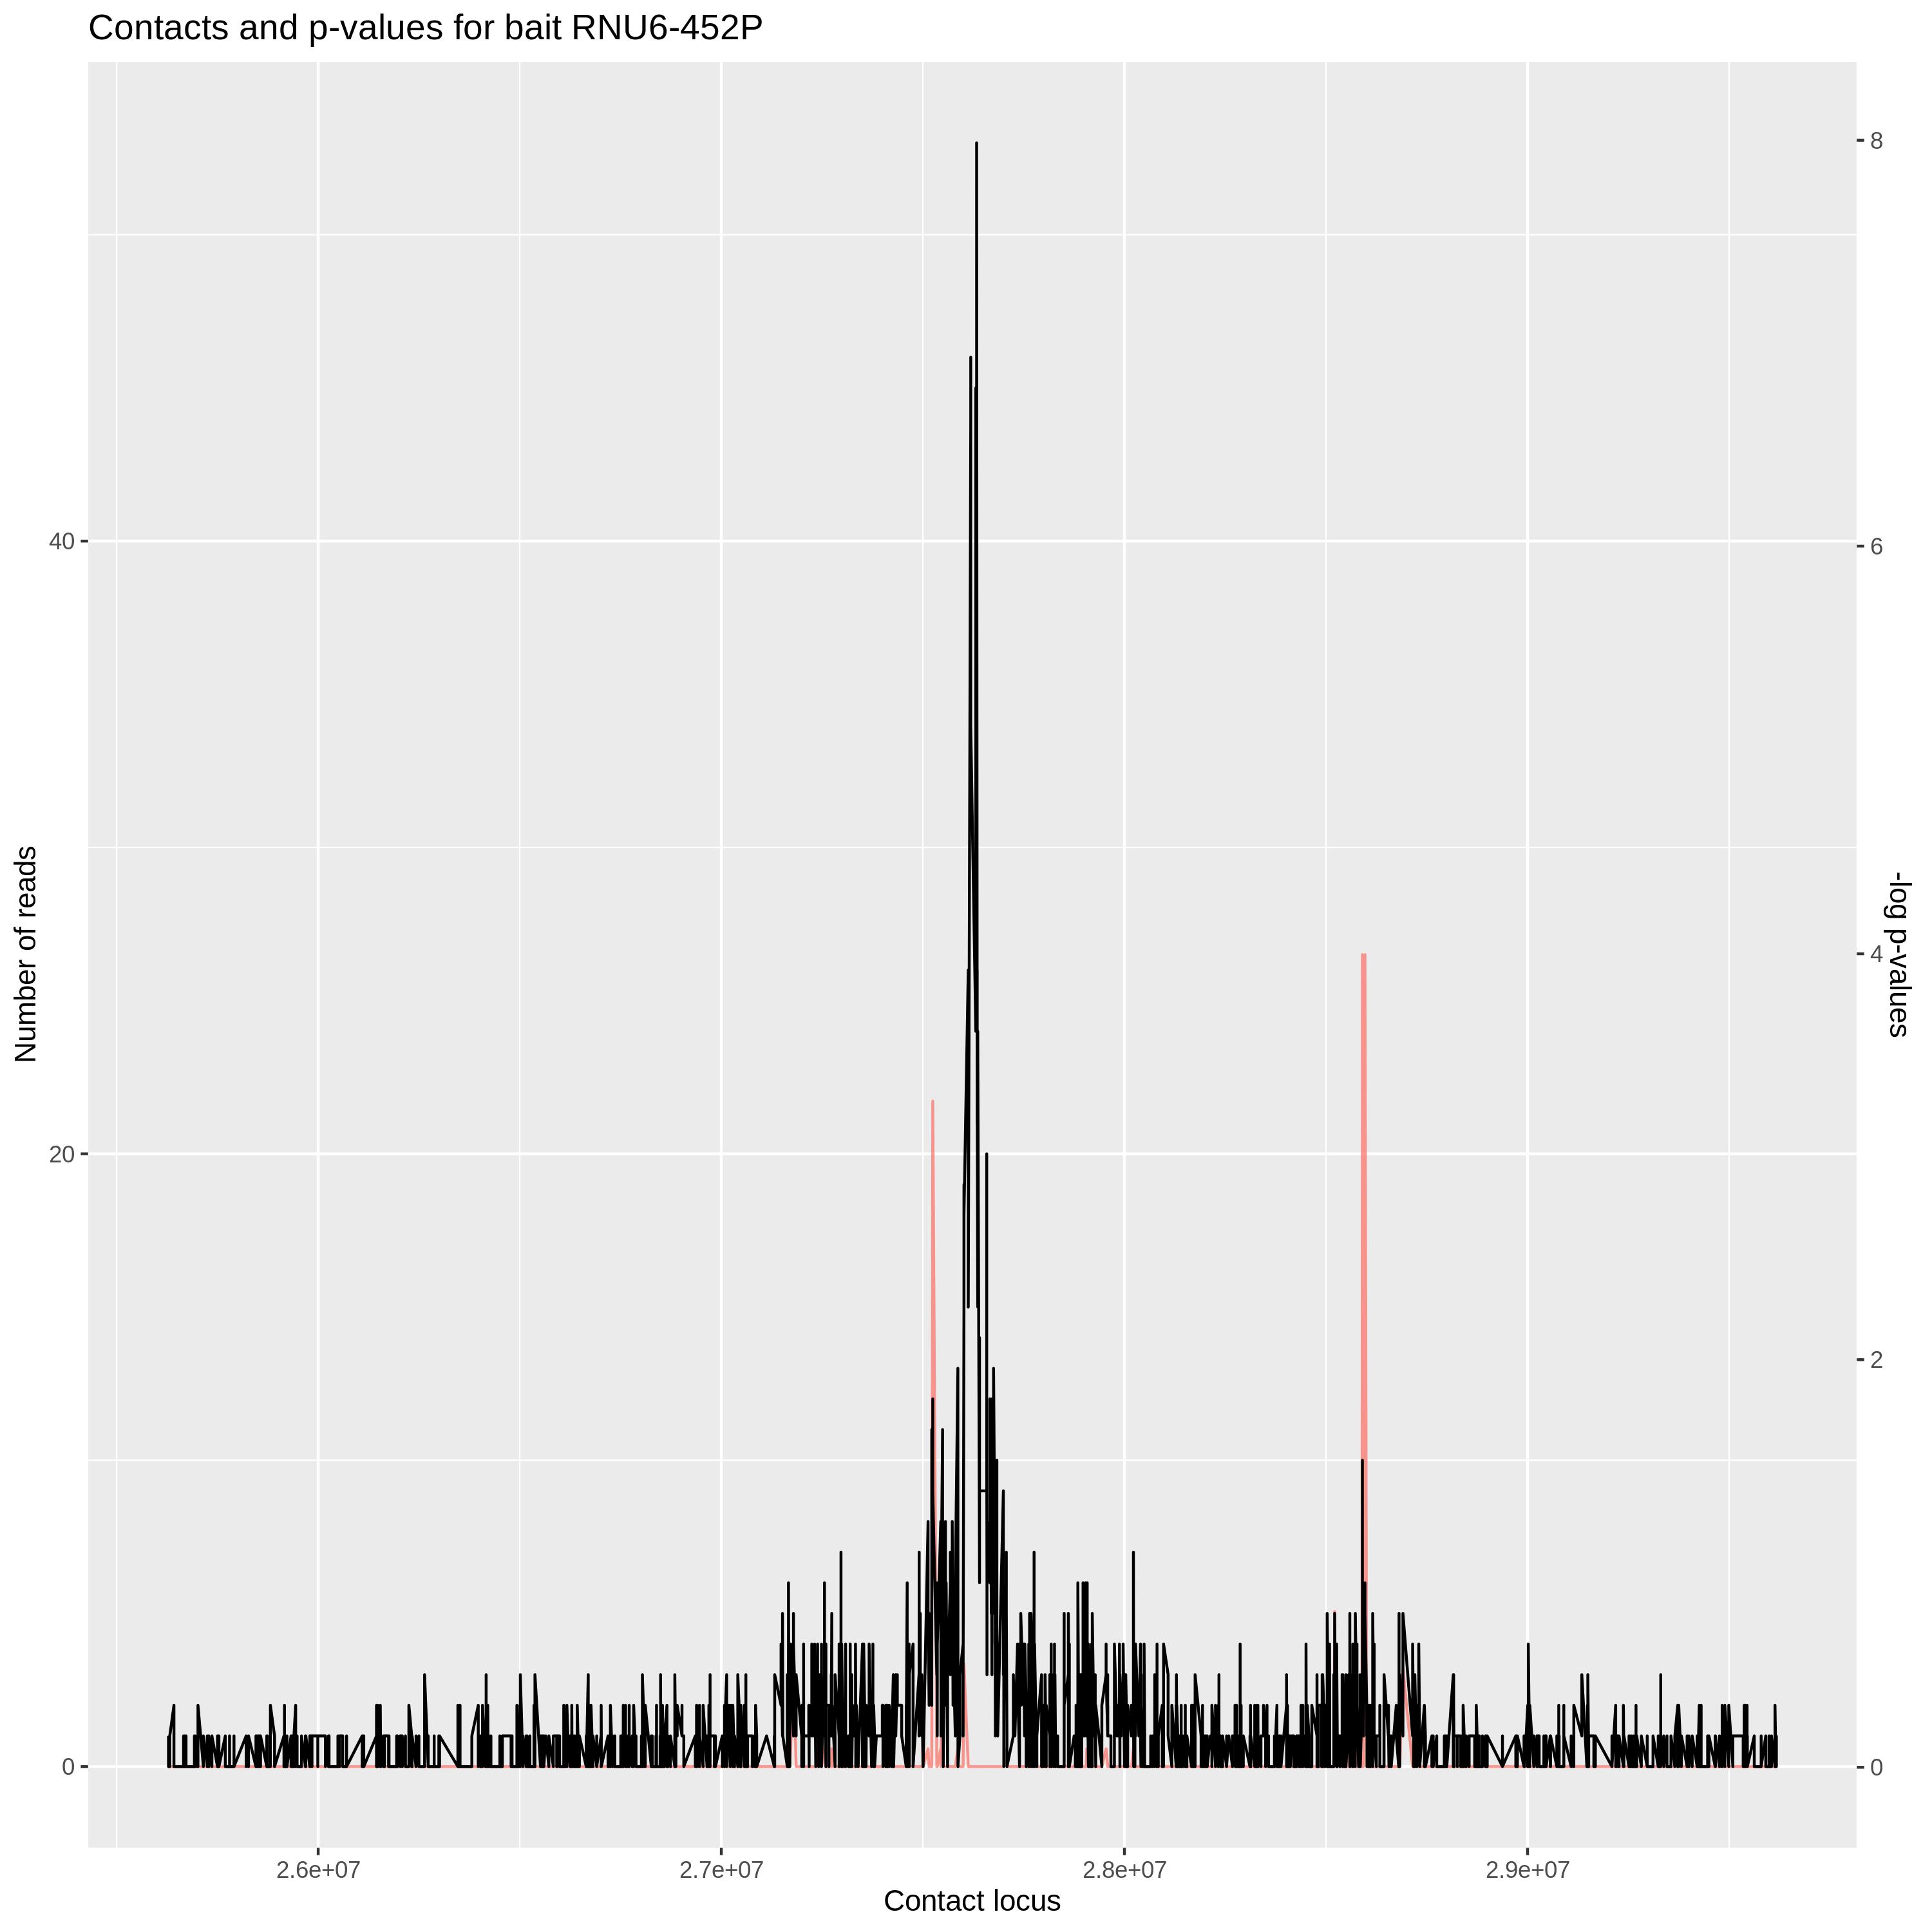 Contacts and p-values for bait RNU6-452P
Number of reads
40
20
0
8
6
4
2
0
-log p-values
2.6e+07
2.7e+07
2.8e+07
2.9e+07
Contact locus